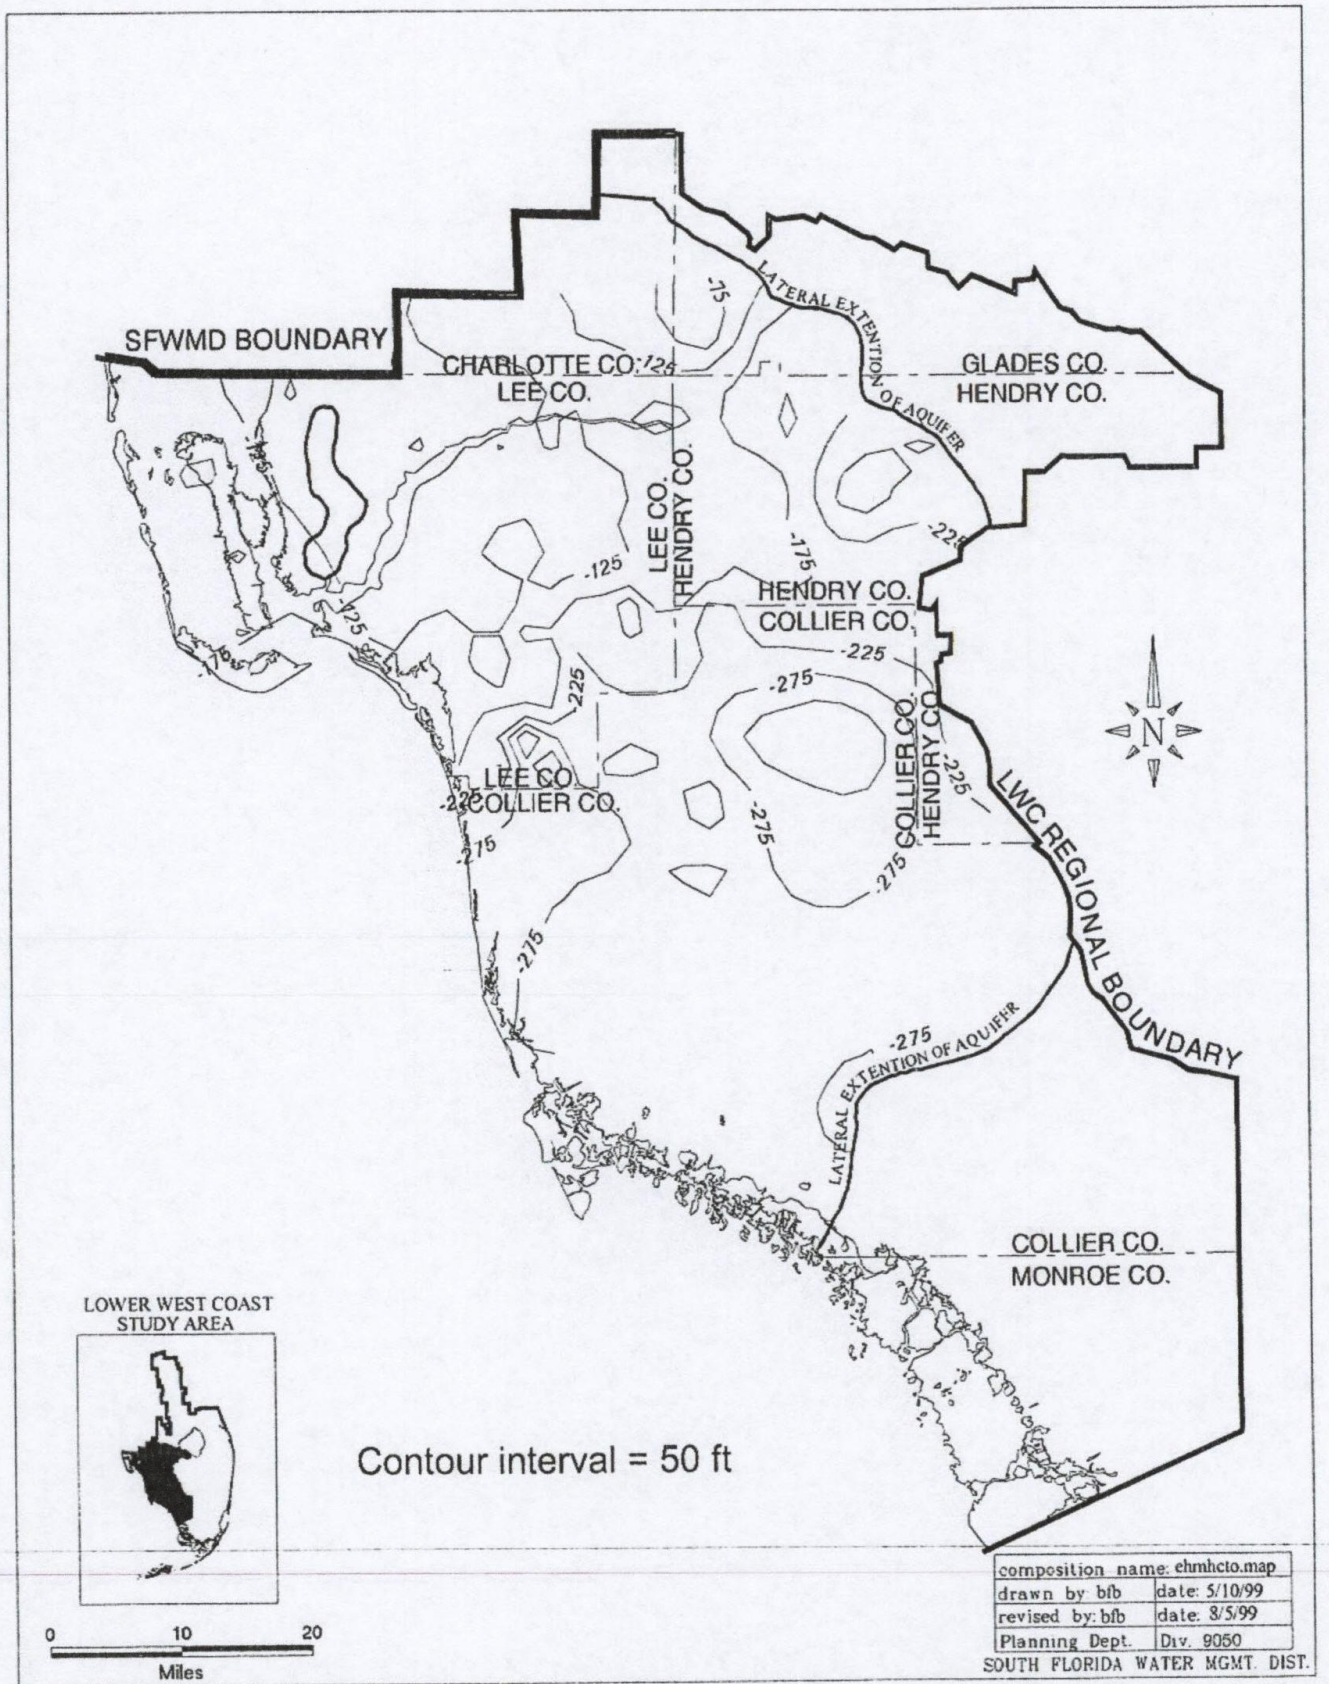 -75
LATERAL EXTENTION OF AQUIFER
SFWMD BOUNDARY
CHARLOTTE CO.
-125
LEE CO.
GLADES CO.
HENDRY CO.
LEE CO.
HENDRY CO.
-225
-175
-125
HENDRY CO.
COLLIER CO.
-125
-225
-275
225
COLLIER CO.
HENDRY CO.
-225
LEE CO.
COLLIER CO.
-225
-275
-275
-275
-275
N
LWC REGIONAL BOUNDARY
-275
LATERAL EXTENTION OF AQUIFER
COLLIER CO.
MONROE CO.
LOWER WEST COAST
STUDY AREA
Contour interval = 50 ft
0 10 20
Miles
composition name: ehmhcto.map
drawn by bfb date: 5/10/99
revised by: bfb date: 8/5/99
Planning Dept. Div. 9050
SOUTH FLORIDA WATER MGMT. DIST.